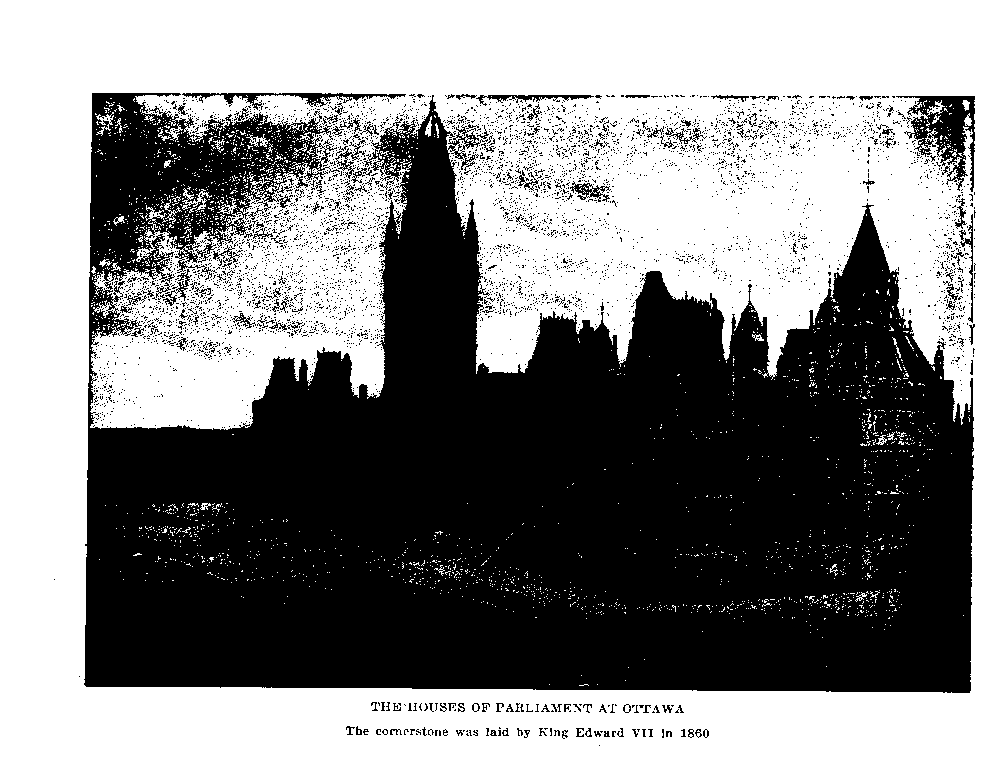 THE HOUSES OF PARLIAMENT AT OTTAWA
The cornerstone was laid by King Edward VII in 1860